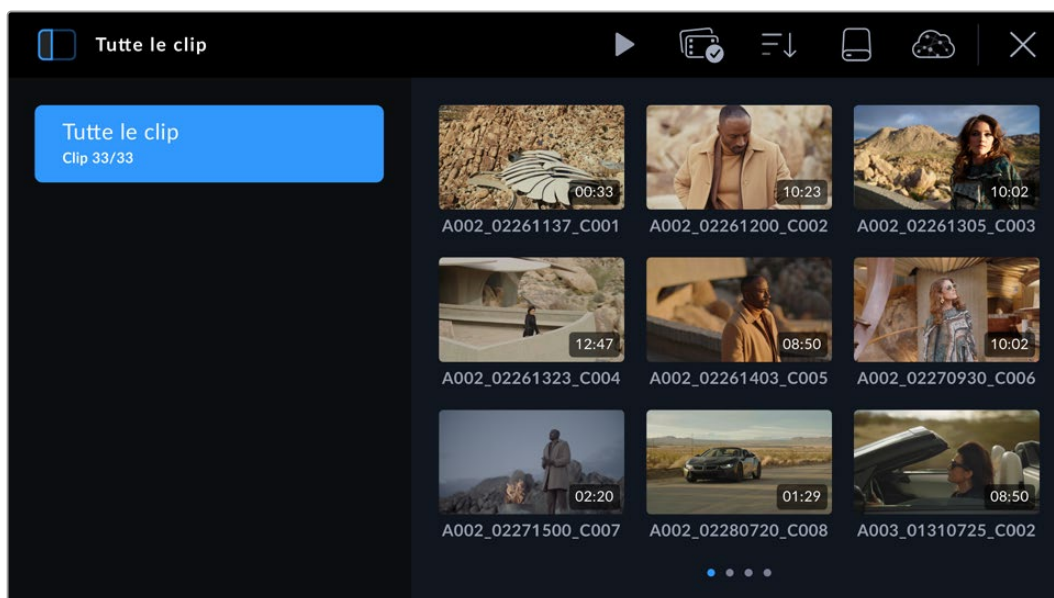 Tutte le clip
Tutte le clip
Clip 33/33
00:33
10:23
10:02
A002_02261137_C001
A002_02261200_C002
A002_02261305_C003
12:47
08:50
10:02
A002_02261323_C004
A002_02261403_C005
A002_02270930_C006
02:20
01:29
08:50
A002_02271500_C007
A002_02280720_C008
A003_01310725_C002